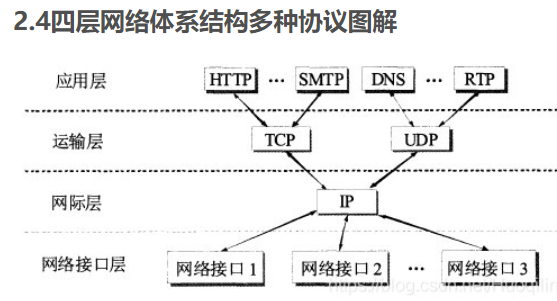 2.4四层网络体系结构多种协议图解
应用层 HTTP ··· SMTP DNS ··· RTP
运输层 TCP UDP
网际层 IP
网络接口层 网络接口 1 网络接口 2 ··· 网络接口 3